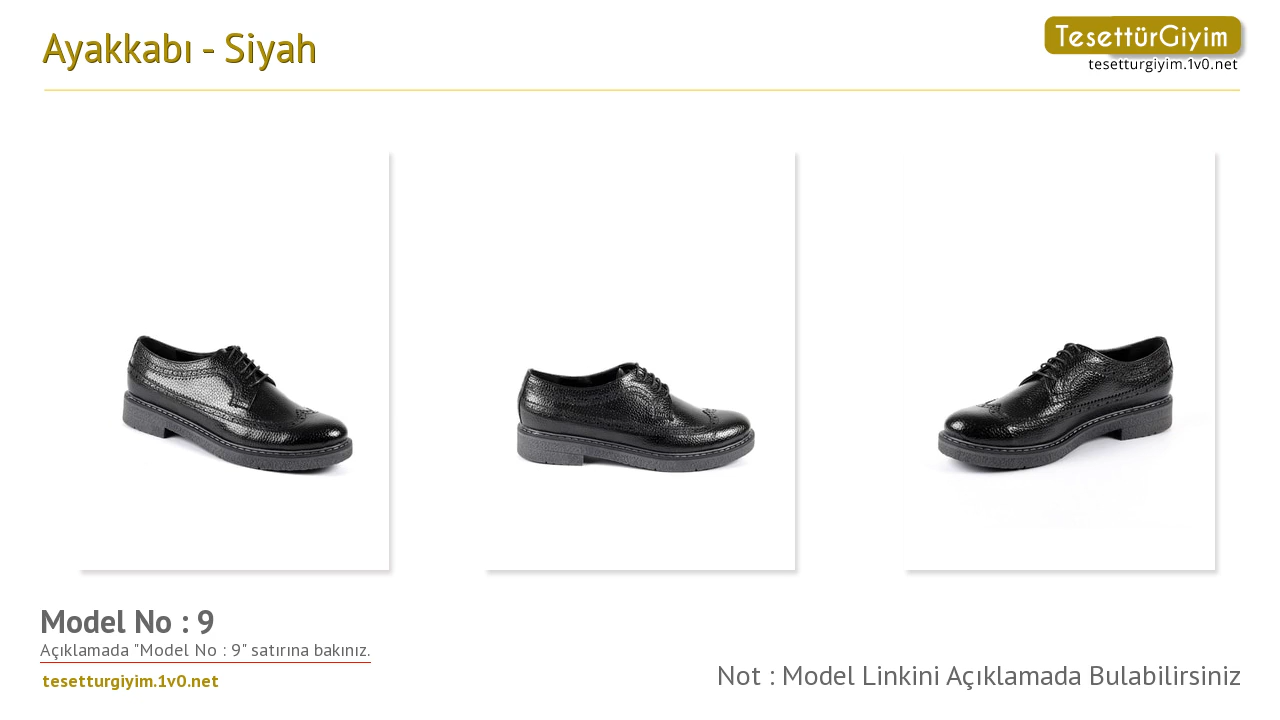 Ayakkabı - Siyah
TesettürGiyim
tesetturgiyim.1v0.net
Model No : 9
Açıklamada "Model No : 9" satırına bakınız.
tesetturgiyim.1v0.net
Not : Model Linkini Açıklamada Bulabilirsiniz